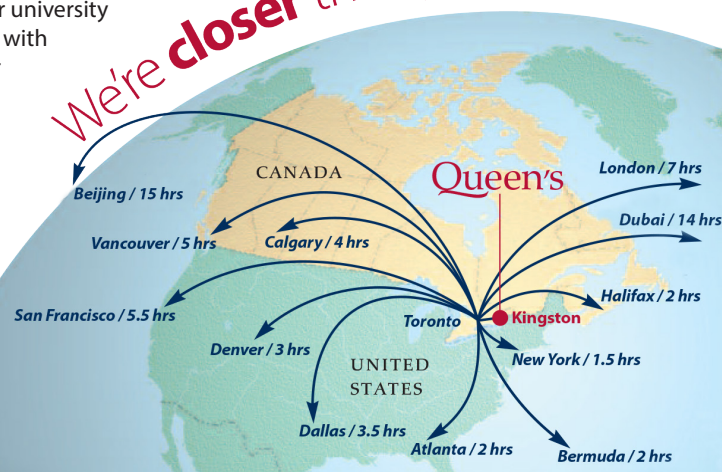 r university
with
We're closer
CANADA
Queen's
London / 7 hrs
Beijing / 15 hrs
Dubai / 14 hrs
Vancouver / 5 hrs
Calgary / 4 hrs
Halifax / 2 hrs
San Francisco / 5.5 hrs
Toronto
Kingston
Denver / 3 hrs
New York / 1.5 hrs
UNITED
STATES
Dallas / 3.5 hrs
Atlanta / 2 hrs
Bermuda / 2 hrs